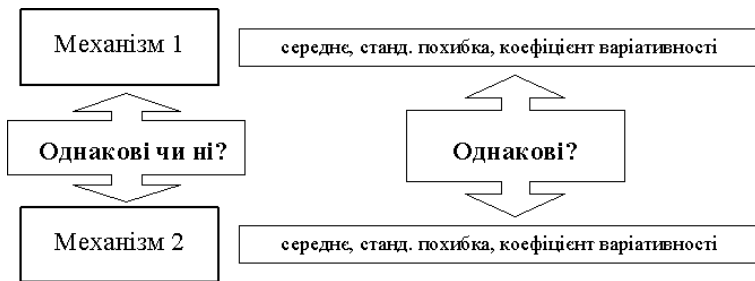 Механізм 1
середнє, станд. похибка, коефіцієнт варіативності
Однакові чи ні?
Однакові?
Механізм 2
середнє, станд. похибка, коефіцієнт варіативності